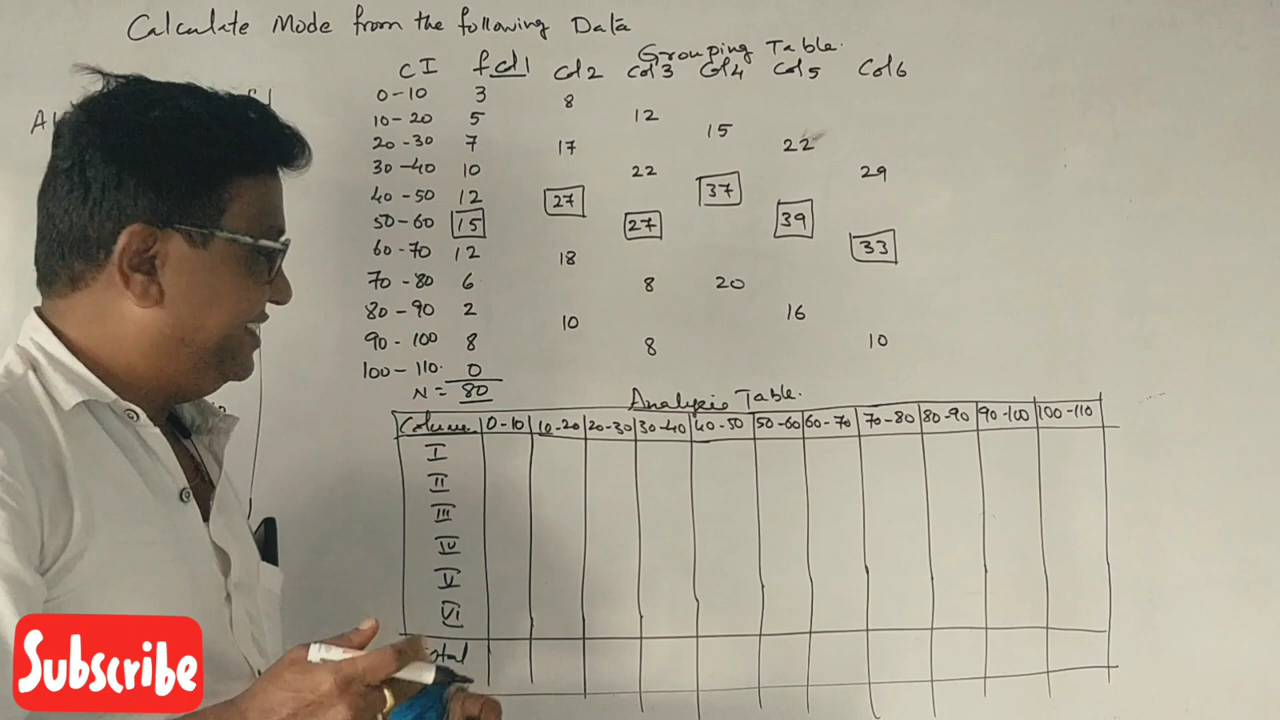 Calculate Mode from the following Data
Grouping Table.
CI f Col1 Col2 Col3 Col4 Col5 Col6
0-10 3
8
10-20 5
12
15
20-30 7
17 22
30-40 10
22 29
40-50 12
27 37
50-60 15
27 39
33
60-70 12
18
70-80 6
8 20
80-90 2
16
10
90-100 8
8 10
100-110. 0
N = 80
Analysis Table.
Column 0-10 10-20 20-30 30-40 40-50 50-60 60-70 70-80 80-90 90-100 100-110
I
II
III
IV
V
VI
Subscribe